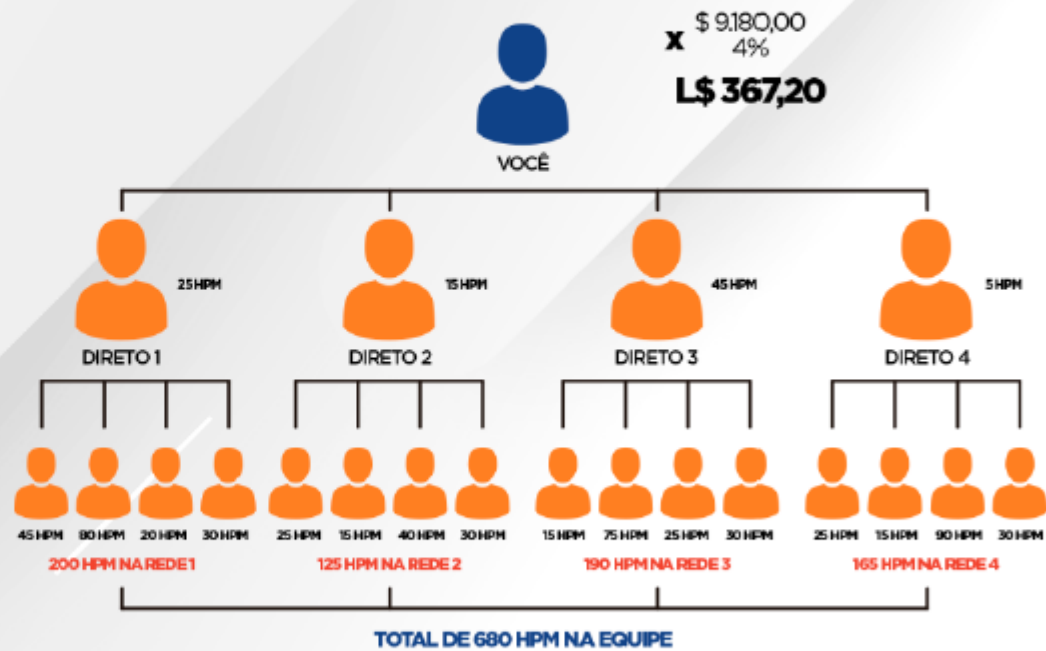 $ 9.180,00
x 4%
L$ 367,20
VOCÊ
25 HPM 15 HPM 45 HPM 5 HPM
DIRETO 1 DIRETO 2 DIRETO 3 DIRETO 4
45 HPM 80 HPM 20 HPM 30 HPM 25 HPM 15 HPM 40 HPM 30 HPM 15 HPM 75 HPM 25 HPM 30 HPM 25 HPM 15 HPM 90 HPM 30 HPM
200 HPM NA REDE 1 125 HPM NA REDE 2 190 HPM NA REDE 3 165 HPM NA REDE 4
TOTAL DE 680 HPM NA EQUIPE